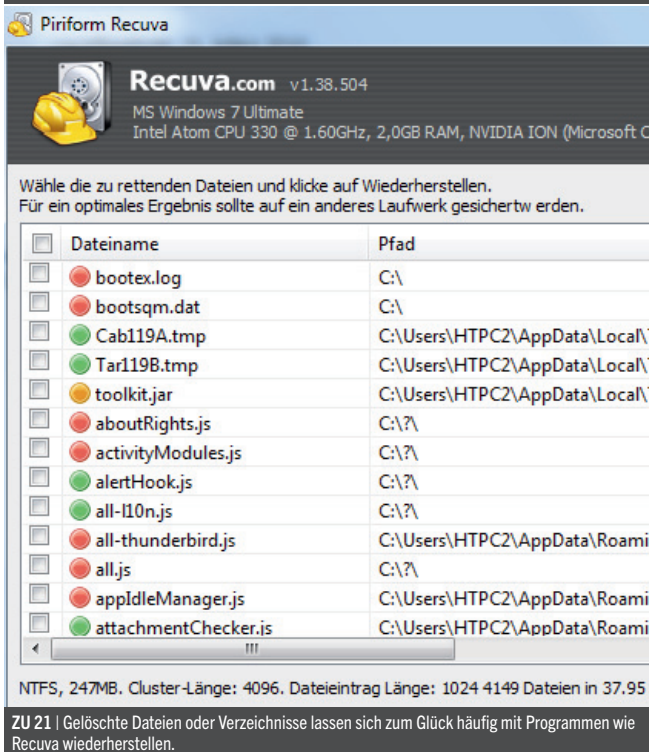 Piriform Recuva
Recuva.com v1.38.504
MS Windows 7 Ultimate
Intel Atom CPU 330 @ 1.60GHz, 2,0GB RAM, NVIDIA ION (Microsoft C
Wähle die zu rettenden Dateien und klicke auf Wiederherstellen.
Für ein optimales Ergebnis sollte auf ein anderes Laufwerk gesichertw erden.
Dateiname Pfad
bootex.log C:\
bootsqm.dat C:\
Cab119A.tmp C:\Users\HTPC2\AppData\Local\
Tar119B.tmp C:\Users\HTPC2\AppData\Local\
toolkit.jar C:\Users\HTPC2\AppData\Local\
aboutRights.js C:\?\
activityModules.js C:\?\
alertHook.js C:\?\
all-l10n.js C:\?\
all-thunderbird.js C:\Users\HTPC2\AppData\Roami
all.js C:\?\
appIdleManager.js C:\Users\HTPC2\AppData\Roami
attachmentChecker.js C:\Users\HTPC2\AppData\Roami
NTFS, 247MB. Cluster-Länge: 4096. Dateieintrag Länge: 1024 4149 Dateien in 37.95
ZU 21 | Gelöschte Dateien oder Verzeichnisse lassen sich zum Glück häufig mit Programmen wie
Recuva wiederherstellen.